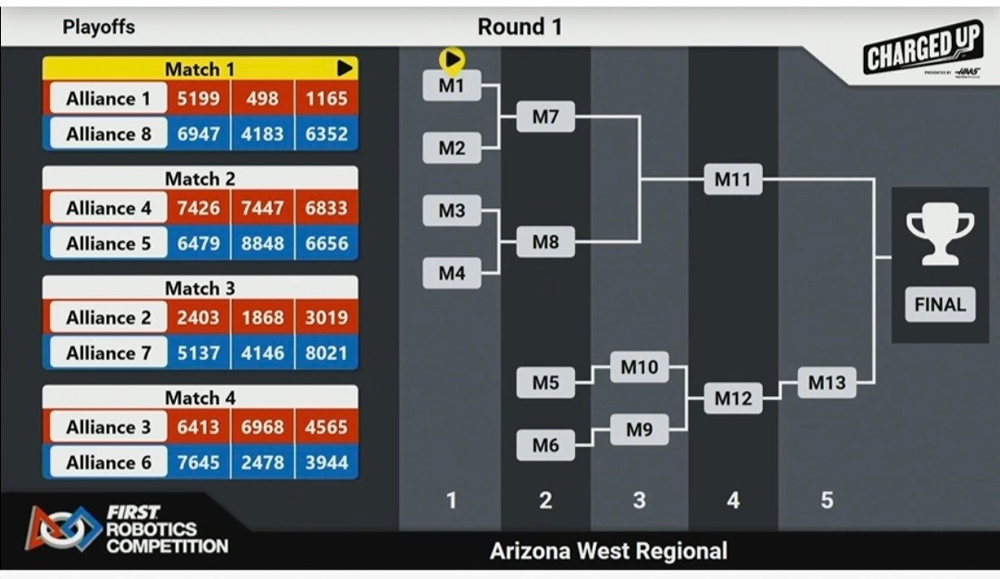 Playoffs
Round 1
CHARGED UP
PRESENTED BY HAAS
Match 1
Alliance 1 5199 498 1165
Alliance 8 6947 4183 6352
Match 2
Alliance 4 7426 7447 6833
Alliance 5 6479 8848 6656
Match 3
Alliance 2 2403 1868 3019
Alliance 7 5137 4146 8021
Match 4
Alliance 3 6413 6968 4565
Alliance 6 7645 2478 3944
M1
M7
M2
M11
M3
M8
M4
FINAL
M10
M5
M13
M12
M9
M6
1 2 3 4 5
FIRST
ROBOTICS
COMPETITION
Arizona West Regional